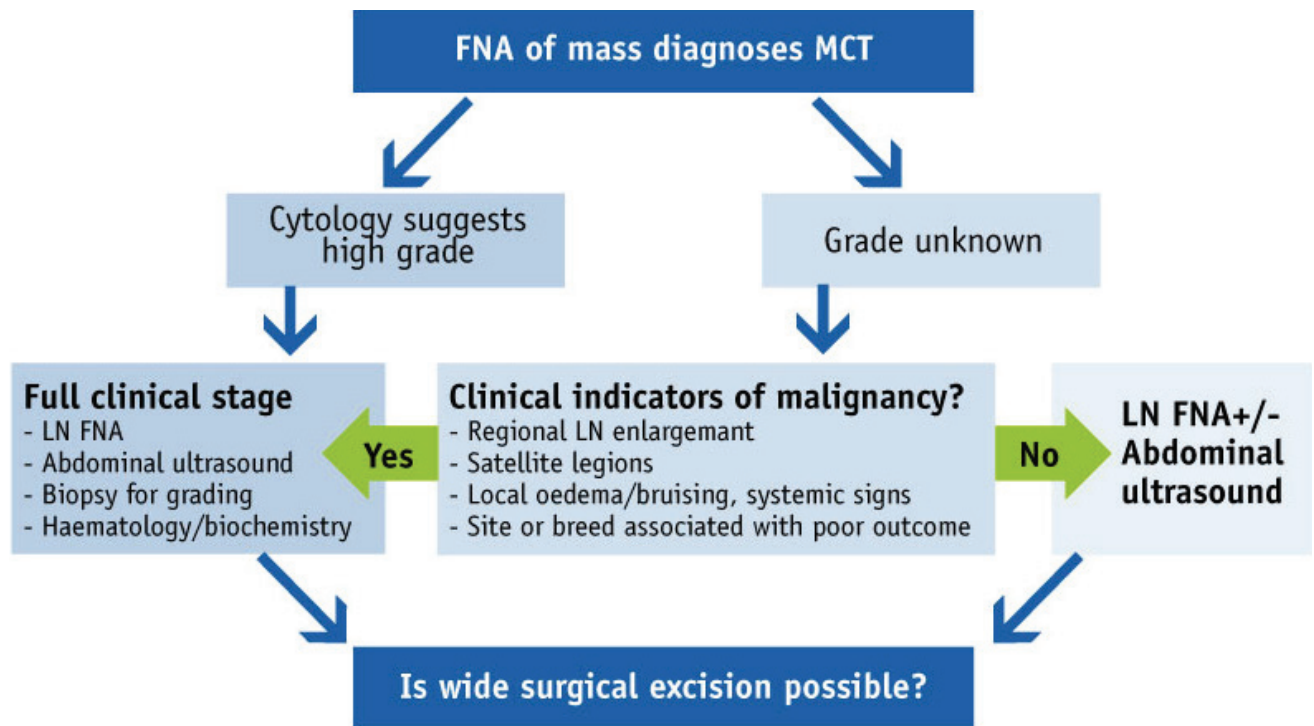 FNA of mass diagnoses MCT
Cytology suggests
high grade
Grade unknown
Full clinical stage
- LN FNA
- Abdominal ultrasound
- Biopsy for grading
- Haematology/biochemistry
Yes
Clinical indicators of malignancy?
- Regional LN enlargemant
- Satellite legions
- Local oedema/bruising, systemic signs
- Site or breed associated with poor outcome
No
LN FNA+/-
Abdominal
ultrasound
Is wide surgical excision possible?